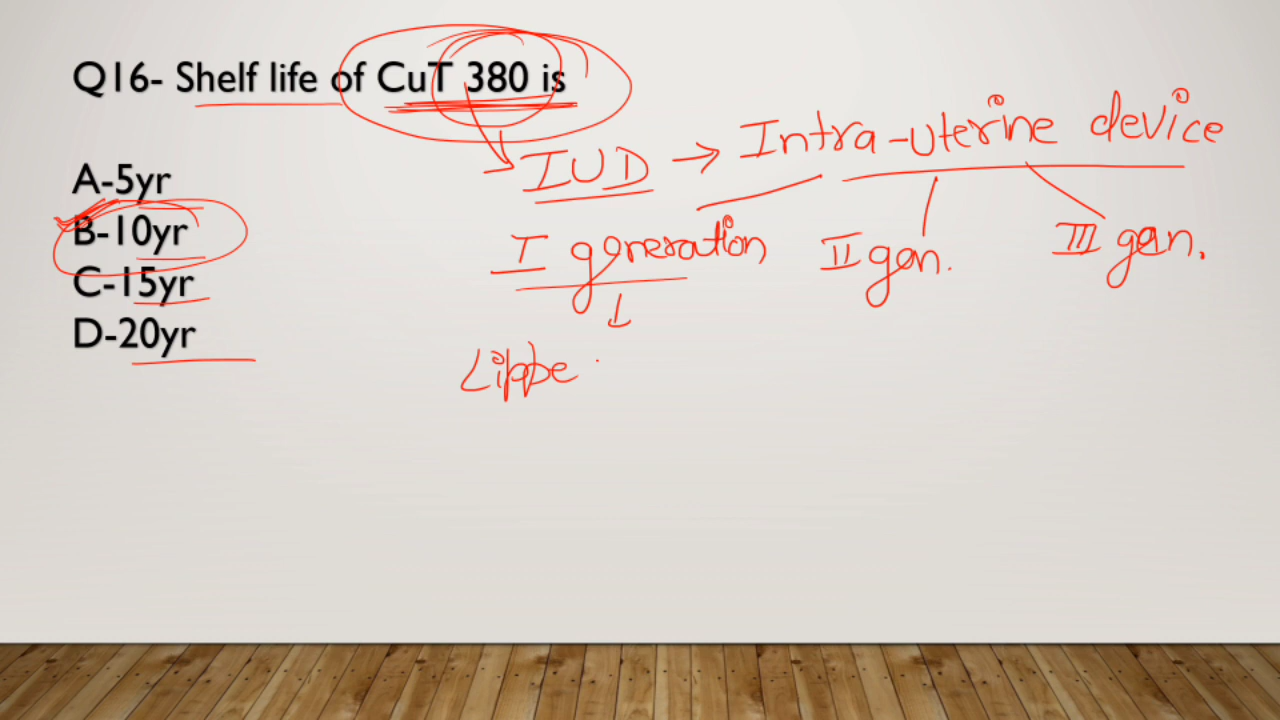 Q16- Shelf life of CuT 380 is
IUD → Intra-uterine device
A-5yr
B-10yr
C-15yr
D-20yr
I generation
II gen.
III gen.
Lippe